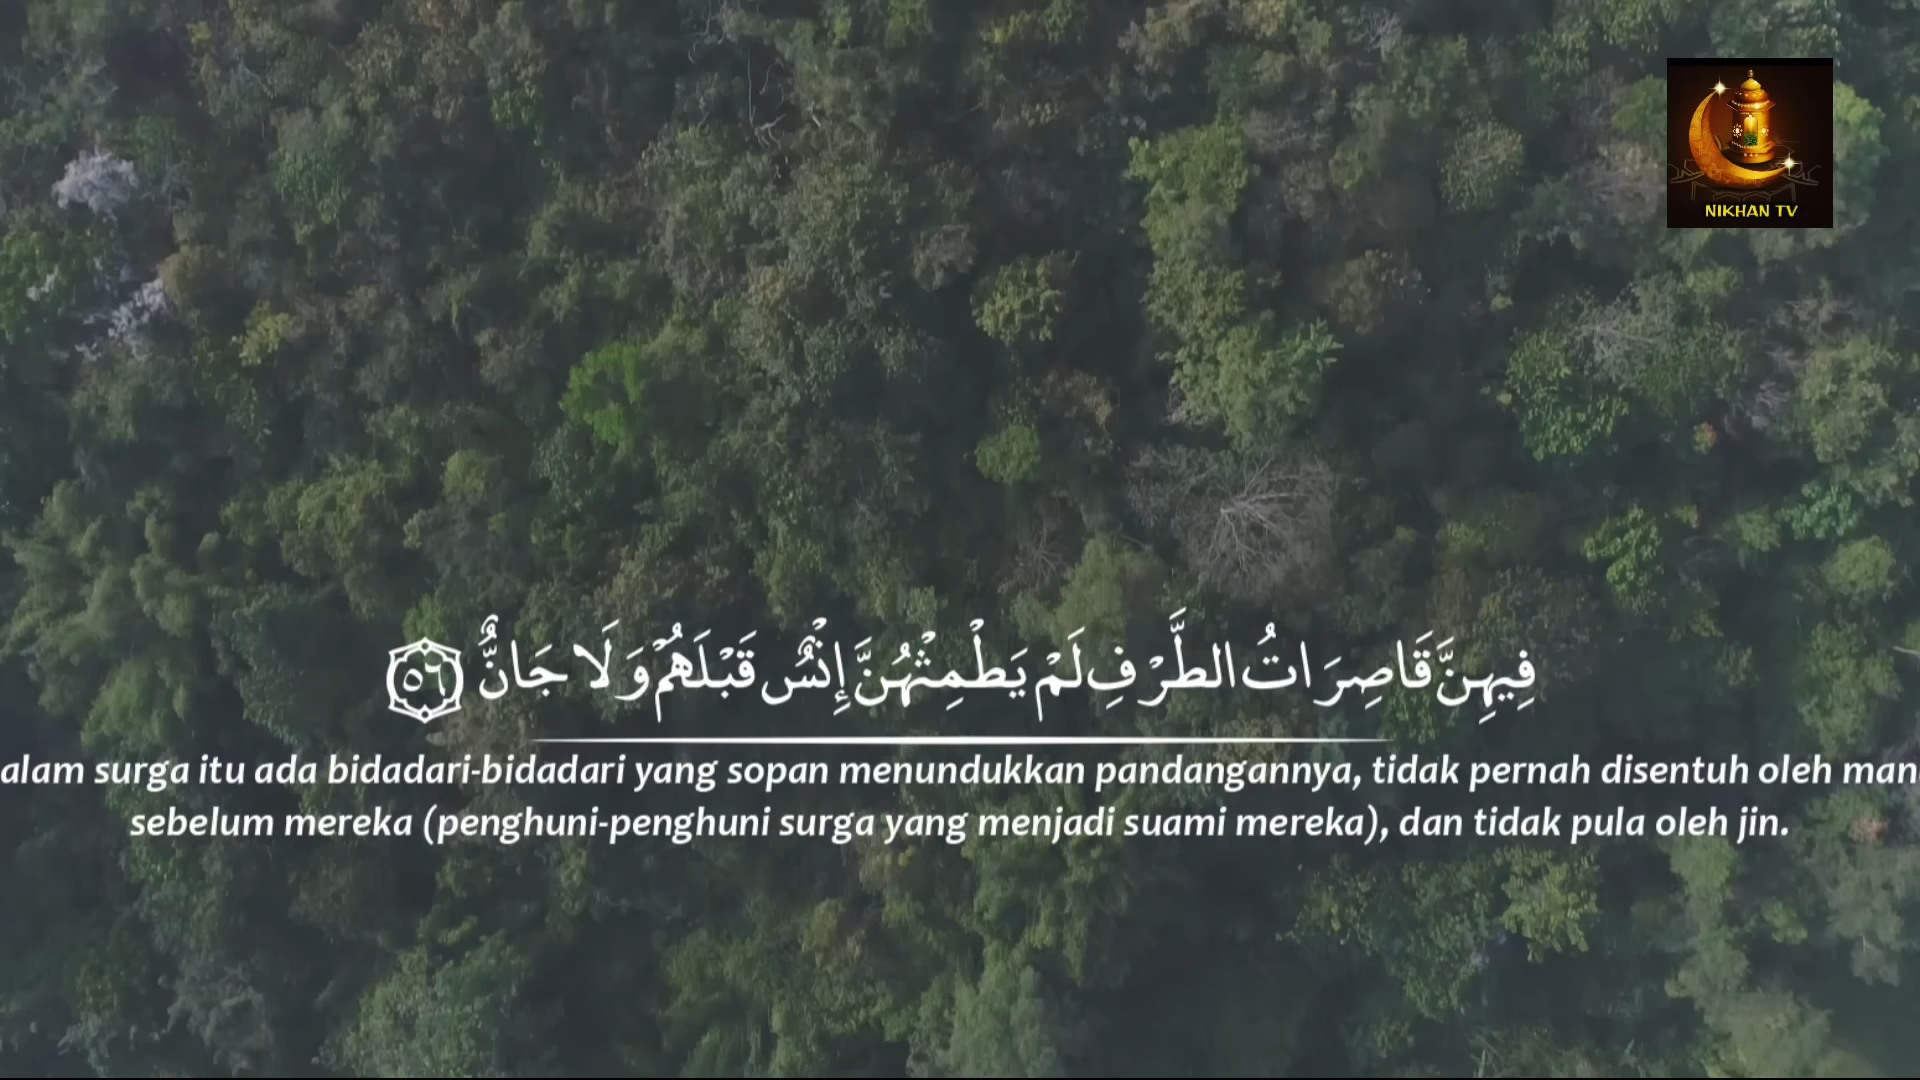 NIKHAN TV
فِيهِنَّ قَاصِرَاتُ الطَّرْفِ لَمْ يَطْمِثْهُنَّ إِنْسٌ قَبْلَهُمْ وَلَا جَانٌّ ٥٦
alam surga itu ada bidadari-bidadari yang sopan menundukkan pandangannya, tidak pernah disentuh oleh man
sebelum mereka (penghuni-penghuni surga yang menjadi suami mereka), dan tidak pula oleh jin.